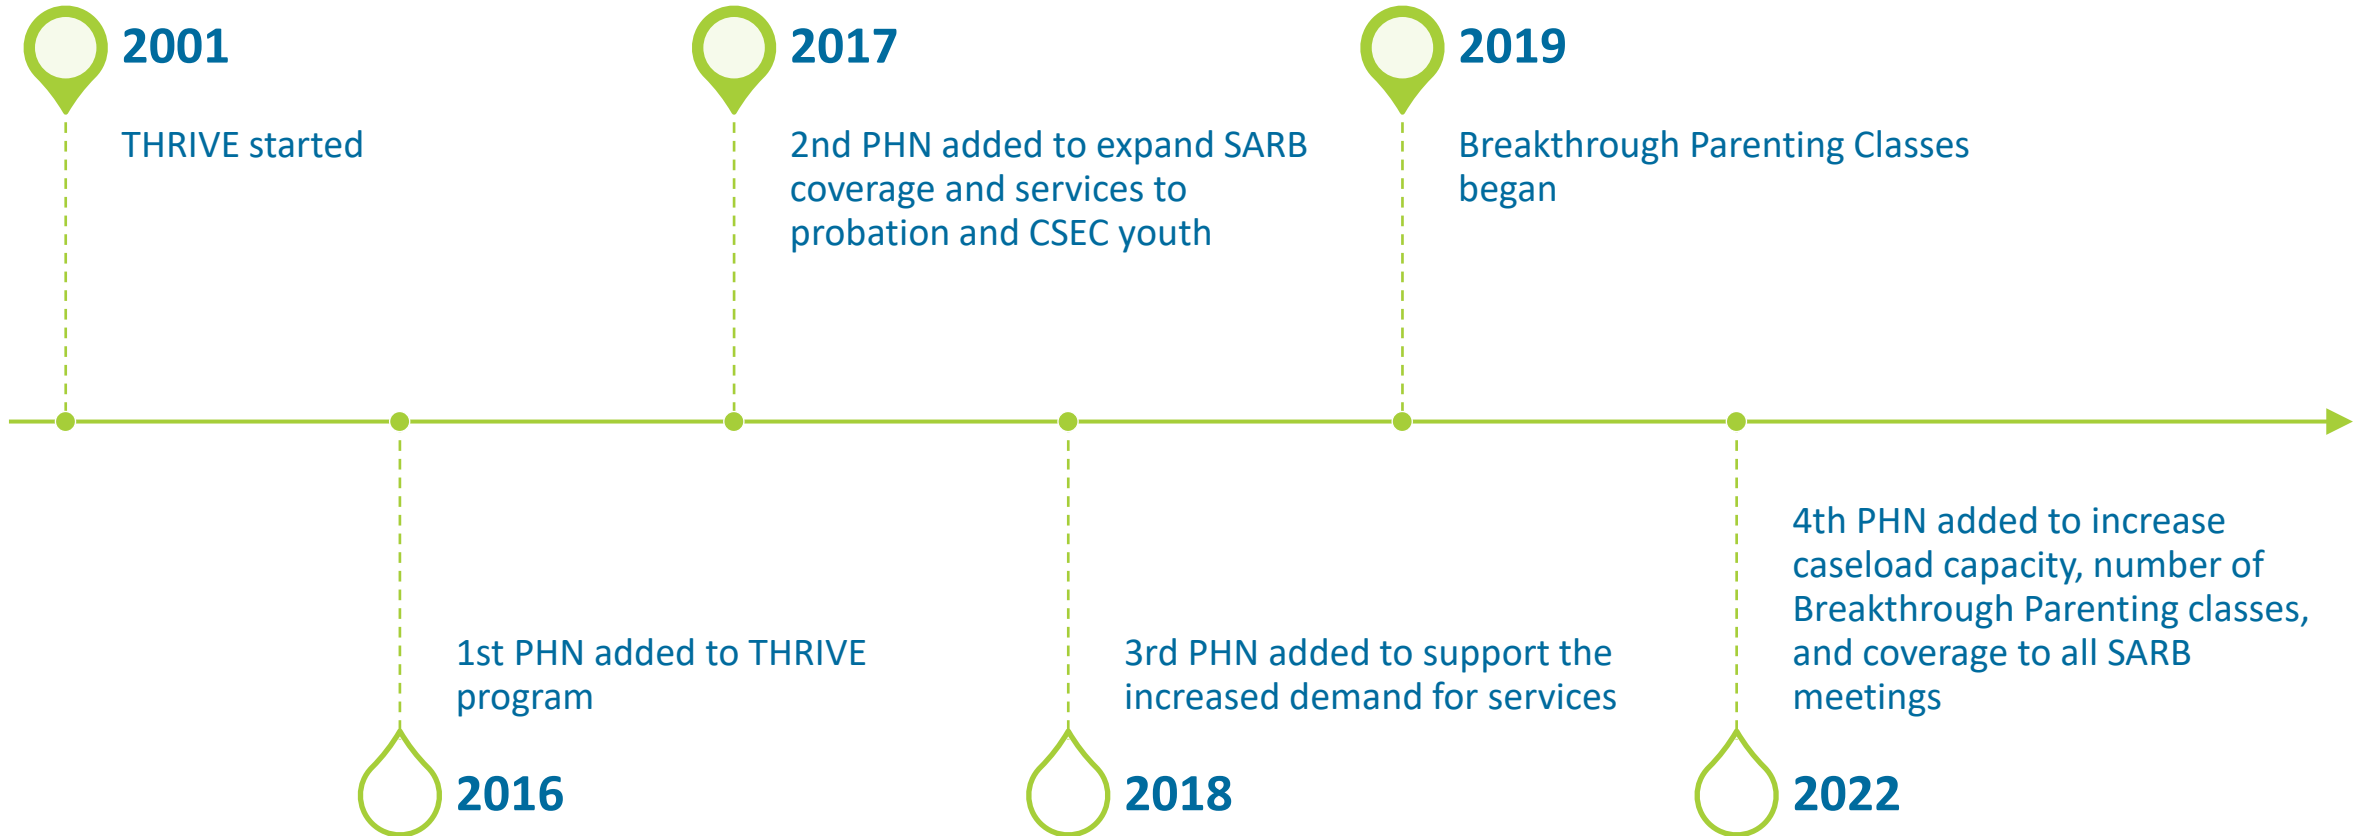 2001
THRIVE started
2017
2nd PHN added to expand SARB
coverage and services to
probation and CSEC youth
2019
Breakthrough Parenting Classes
began
1st PHN added to THRIVE
program
2016
3rd PHN added to support the
increased demand for services
2018
4th PHN added to increase
caseload capacity, number of
Breakthrough Parenting classes,
and coverage to all SARB
meetings
2022